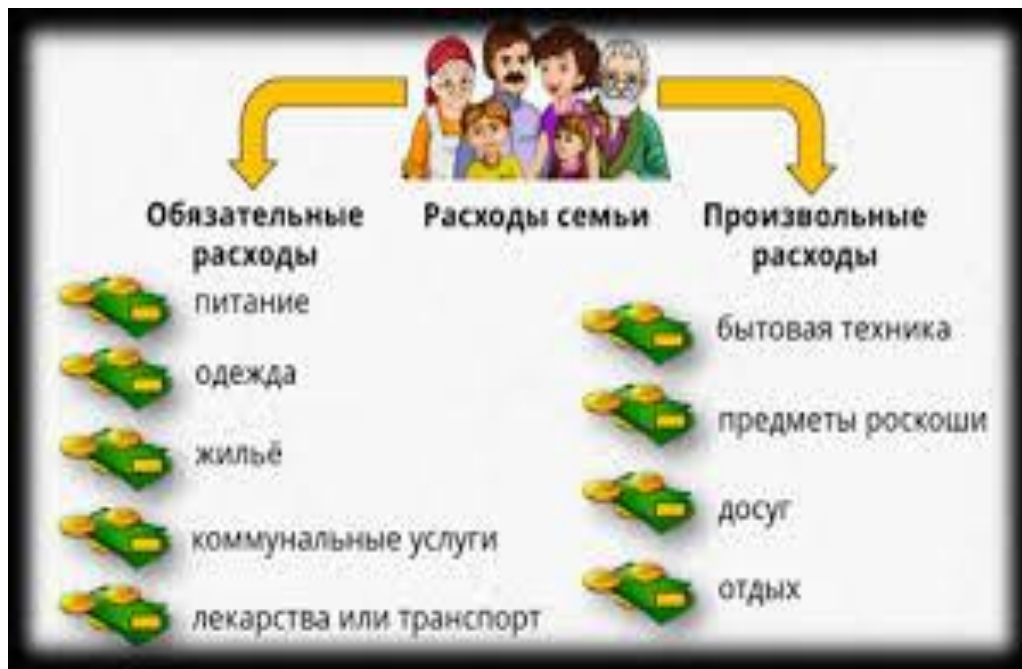 Расходы семьи
Обязательные
расходы
питание
одежда
жильё
коммунальные услуги
лекарства или транспорт
Произвольные
расходы
бытовая техника
предметы роскоши
досуг
отдых